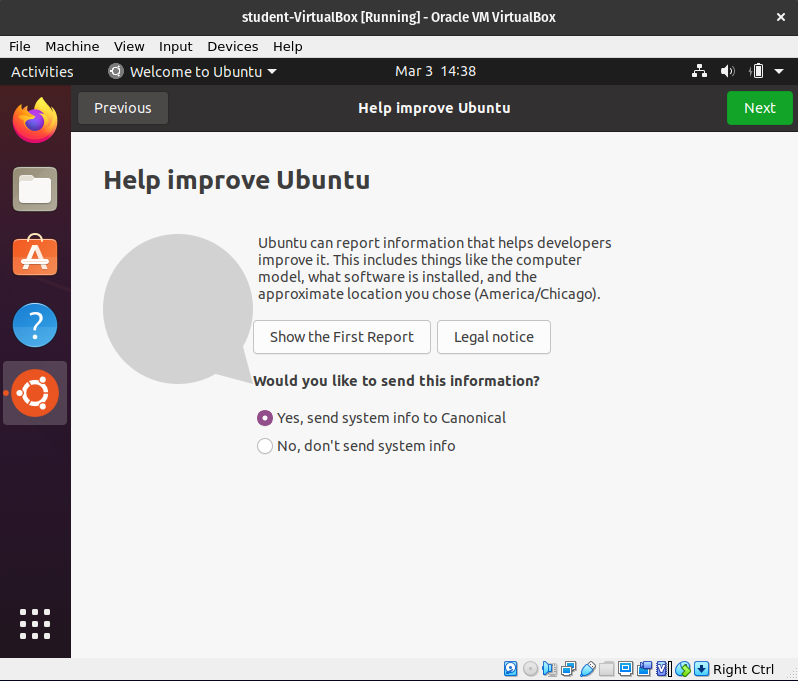 student-VirtualBox [Running] - Oracle VM VirtualBox
File Machine View Input Devices Help
Activities Welcome to Ubuntu Mar 3 14:38
Previous Help improve Ubuntu Next
Help improve Ubuntu
Ubuntu can report information that helps developers
improve it. This includes things like the computer
model, what software is installed, and the
approximate location you chose (America/Chicago).
Show the First Report Legal notice
Would you like to send this information?
Yes, send system info to Canonical
No, don't send system info
Right Ctrl